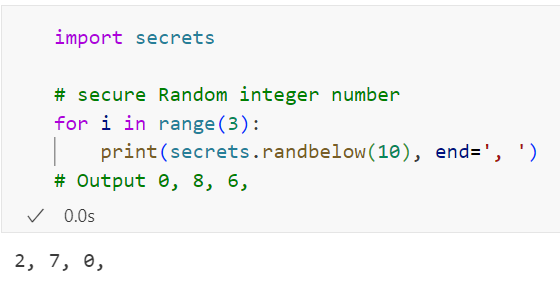 import secrets
# secure Random integer number
for i in range(3):
    print(secrets.randbelow(10), end=', ')
# Output 0, 8, 6,
0.0s
2, 7, 0,